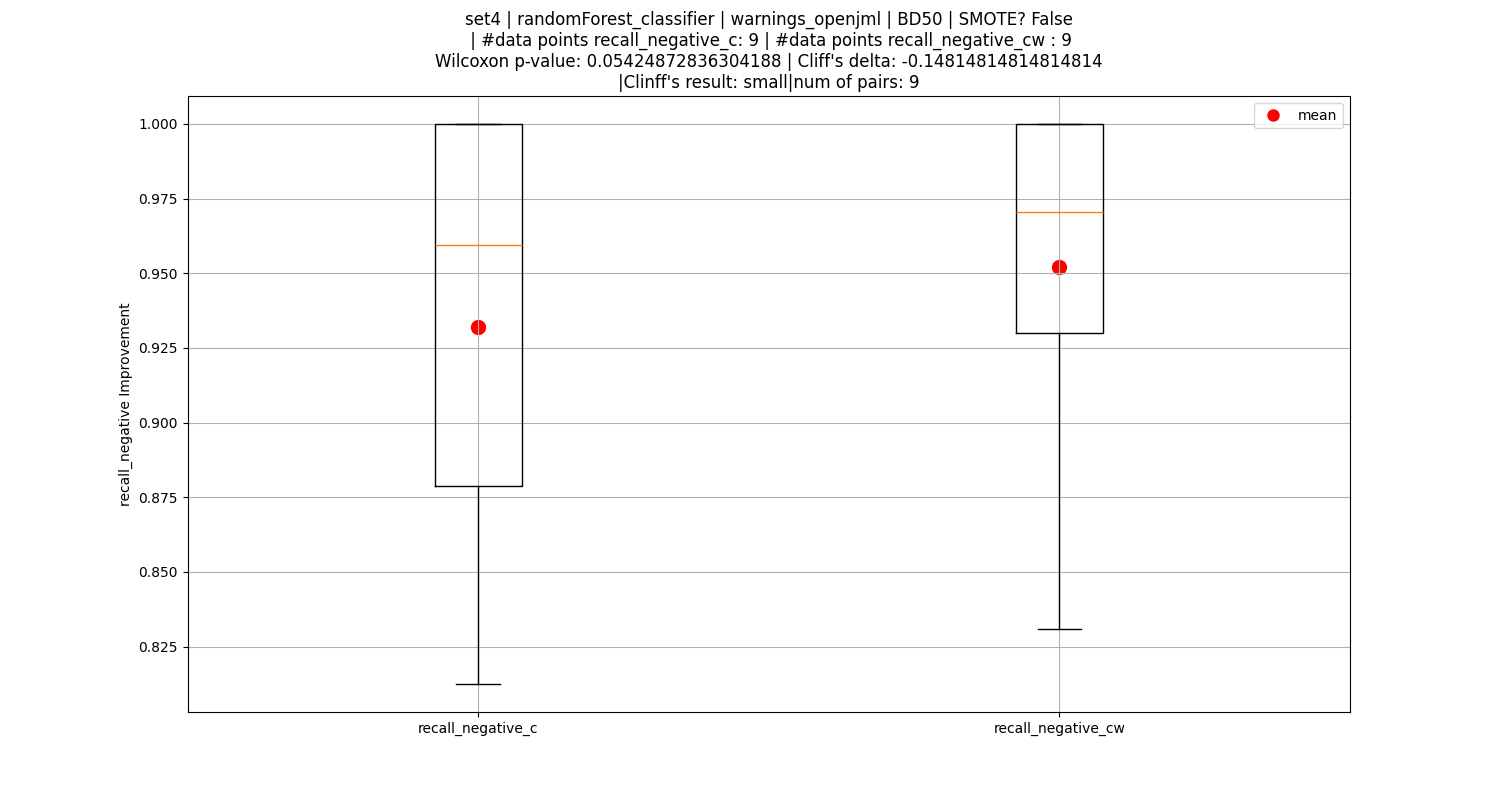 set4 | randomForest_classifier | warnings_openjml | BD50 | SMOTE? False
| #data points recall_negative_c: 9 | #data points recall_negative_cw : 9
Wilcoxon p-value: 0.05424872836304188 | Cliff's delta: -0.14814814814814814
|Clinff's result: small|num of pairs: 9
mean
1.000
0.975
0.950
0.925
0.900
0.875
0.850
0.825
recall_negative Improvement
recall_negative_c
recall_negative_cw